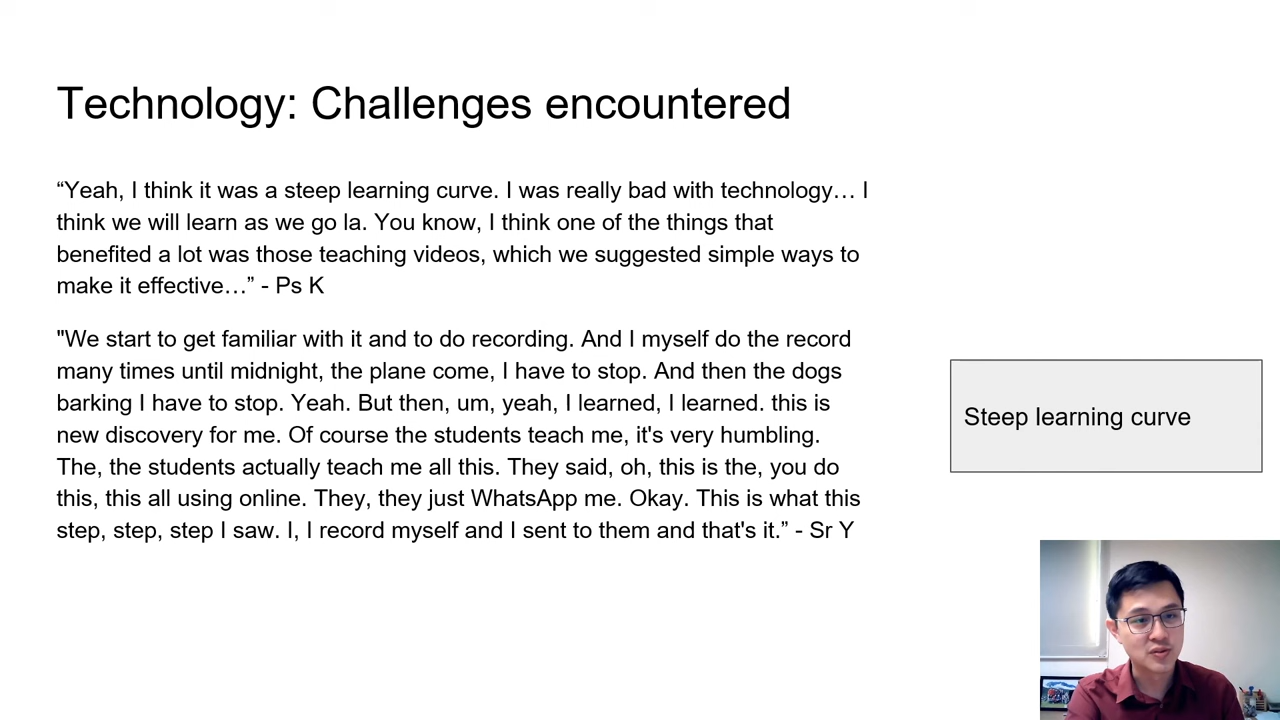 Technology: Challenges encountered
“Yeah, I think it was a steep learning curve. I was really bad with technology… I
think we will learn as we go la. You know, I think one of the things that
benefited a lot was those teaching videos, which we suggested simple ways to
make it effective…” - Ps K
"We start to get familiar with it and to do recording. And I myself do the record
many times until midnight, the plane come, I have to stop. And then the dogs
barking I have to stop. Yeah. But then, um, yeah, I learned, I learned. this is
new discovery for me. Of course the students teach me, it's very humbling.
The, the students actually teach me all this. They said, oh, this is the, you do
this, this all using online. They, they just WhatsApp me. Okay. This is what this
step, step, step I saw. I, I record myself and I sent to them and that's it.” - Sr Y
Steep learning curve